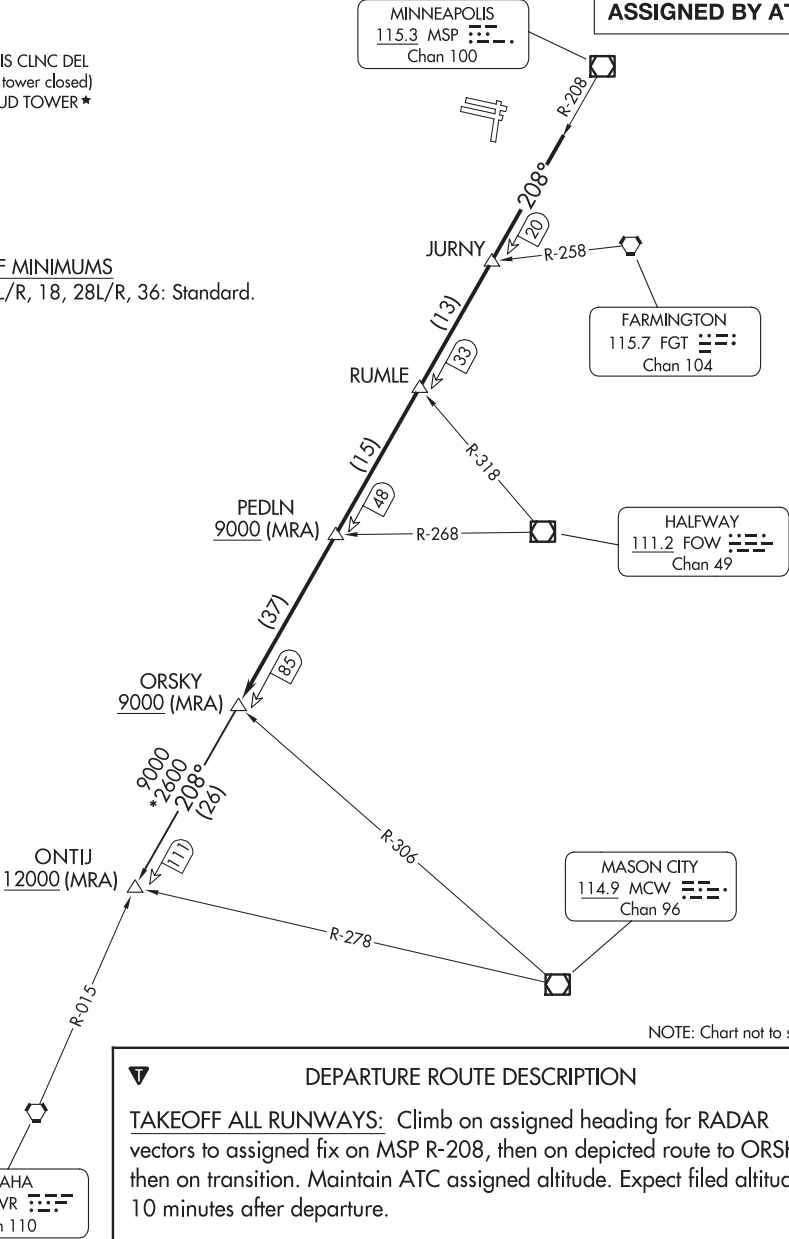 MINNEAPOLIS
115.3 MSP
Chan 100
ASSIGNED BY AT
IS CLNC DEL
tower closed)
UD TOWER★
R-208
208°
20
JURNY
R-258
F MINIMUMS
L/R, 18, 28L/R, 36: Standard.
(13)
FARMINGTON
115.7 FGT
Chan 104
33
RUMLE
(15)
R-318
48
PEDLN
9000 (MRA)
R-268
HALFWAY
111.2 FOW
Chan 49
(37)
85
ORSKY
9000 (MRA)
9000
*2600
208°
(26)
R-306
111
ONTIJ
12000 (MRA)
MASON CITY
114.9 MCW
Chan 96
R-278
R-015
NOTE: Chart not to s
T
DEPARTURE ROUTE DESCRIPTION
TAKEOFF ALL RUNWAYS: Climb on assigned heading for RADAR
vectors to assigned fix on MSP R-208, then on depicted route to ORSK
then on transition. Maintain ATC assigned altitude. Expect filed altitud
10 minutes after departure.
AHA
VR
n 110